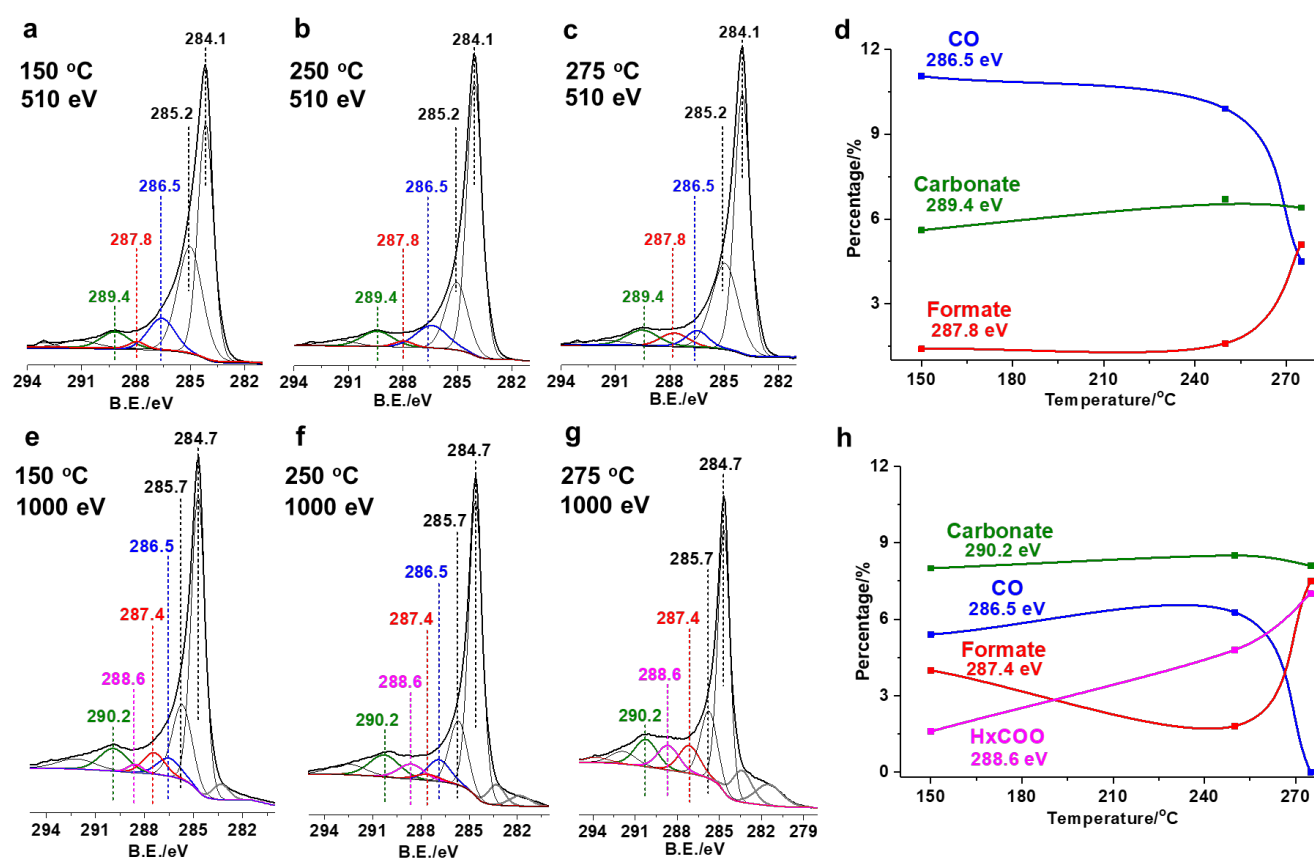 a
150 °C
510 eV
284.1
285.2
286.5
287.8
289.4
294 291 288 285 282
B.E./eV
b
250 °C
510 eV
284.1
285.2
286.5
287.8
289.4
294 291 288 285 282
B.E./eV
c
275 °C
510 eV
284.1
285.2
286.5
287.8
289.4
294 291 288 285 282
B.E./eV
d
CO
286.5 eV
Carbonate
289.4 eV
Formate
287.8 eV
12
9
6
3
Percentage/%
150 180 210 240 270
Temperature/°C
e
150 °C
1000 eV
284.7
285.7
286.5
287.4
288.6
290.2
294 291 288 285 282
B.E./eV
f
250 °C
1000 eV
284.7
285.7
286.5
287.4
288.6
290.2
294 291 288 285 282
B.E./eV
g
275 °C
1000 eV
284.7
285.7
287.4
288.6
290.2
294 291 288 285 282 279
B.E./eV
h
Carbonate
290.2 eV
CO
286.5 eV
Formate
287.4 eV
HxCOO
288.6 eV
12
9
6
3
0
Percentage/%
150 180 210 240 270
Temperature/°C